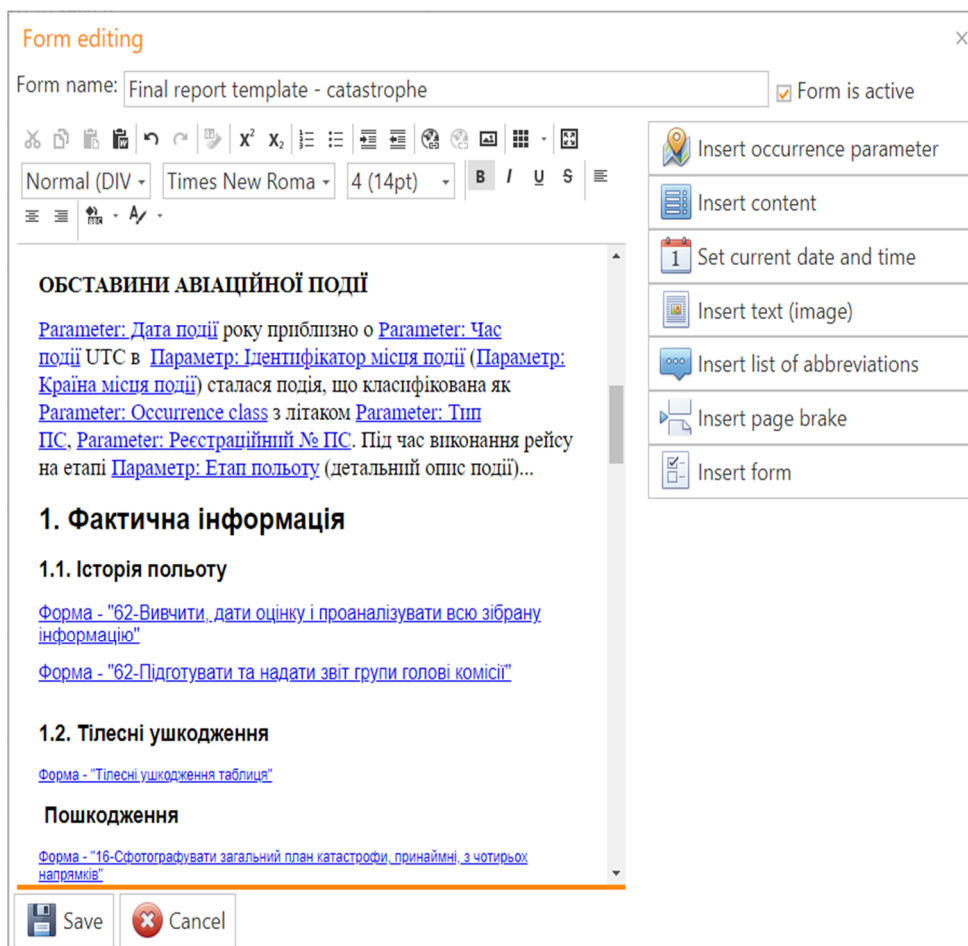 Form editing
Form name: Final report template - catastrophe
Form is active
Normal (DIV
Times New Roma
4 (14pt)
B I U S
ОБСТАВИНИ АВІАЦІЙНОЇ ПОДІЇ
Parameter: Дата події року приблизно о Parameter: Час
події UTC в Параметр: Ідентифікатор місця події (Параметр:
Країна місця події) сталася подія, що класифікована як
Parameter: Occurrence class з літаком Parameter: Тип
ПС, Parameter: Реєстраційний № ПС. Під час виконання рейсу
на етапі Параметр: Етап польоту (детальний опис події)...
1. Фактична інформація
1.1. Історія польоту
Форма - "62-Вивчити, дати оцінку і проаналізувати всю зібрану
інформацію"
Форма - "62-Підготувати та надати звіт групи голові комісії"
1.2. Тілесні ушкодження
Форма - "Тілесні ушкодження таблиця"
Пошкодження
Форма - "16-Сфотографувати загальний план катастрофи, принаймні, з чотирьох
напрямків"
Insert occurrence parameter
Insert content
1 Set current date and time
Insert text (image)
Insert list of abbreviations
Insert page brake
Insert form
Save
Cancel